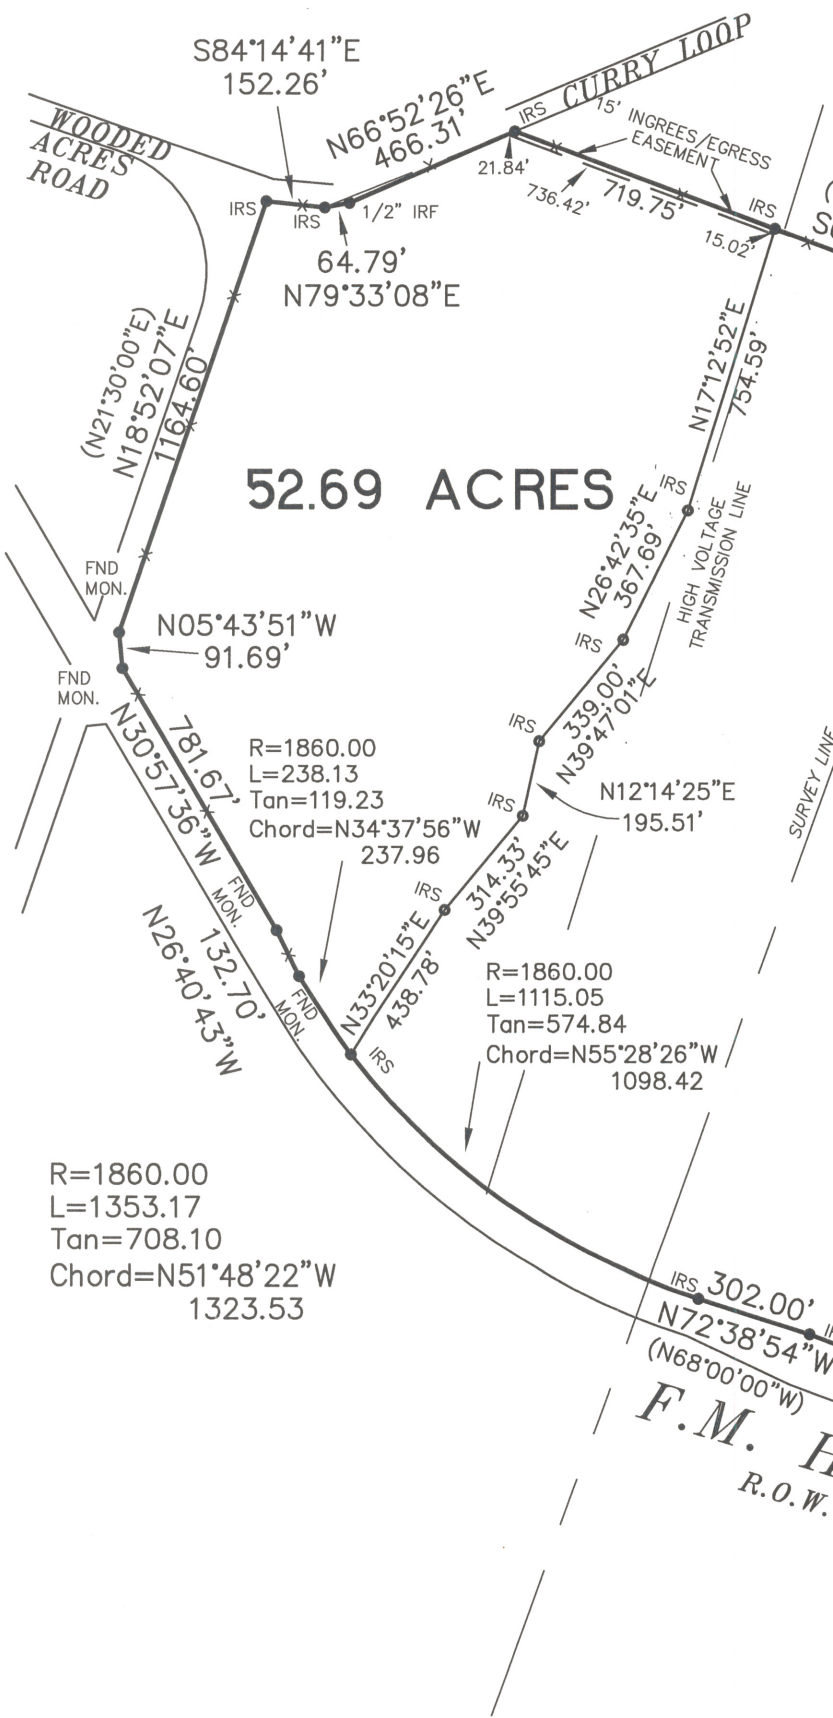 S84°14'41"E
152.26'
CURRY LOOP
IRS
N66°52'26"E
466.31'
15' INGREES/EGRESS
EASEMENT
WOODED
ACRES
ROAD
21.84'
736.42'
719.75'
IRS
15.02'
IRS
IRS
1/2" IRF
64.79'
N79°33'08"E
(N21°30'00"E)
N18°52'07"E
1164.60'
N17°12'52"E
754.59'
52.69 ACRES
IRS
HIGH VOLTAGE
TRANSMISSION LINE
N26°42'35"E
367.69'
FND
MON.
N05°43'51"W
91.69'
IRS
FND
MON.
339.00'
N39°47'01"E
781.67'
N30°57'36"W
R=1860.00
L=238.13
Tan=119.23
Chord=N34°37'56"W
237.96
IRS
N12°14'25"E
195.51'
SURVEY LINE
IRS
314.33'
N39°55'45"E
IRS
FND
MON.
132.70'
N26°40'43"W
N33°20'15"E
438.78'
R=1860.00
L=1115.05
Tan=574.84
Chord=N55°28'26"W
1098.42
FND
MON.
IRS
R=1860.00
L=1353.17
Tan=708.10
Chord=N51°48'22"W
1323.53
IRS
302.00'
N72°38'54"W
(N68°00'00"W)
F.M. H
R.O.W.